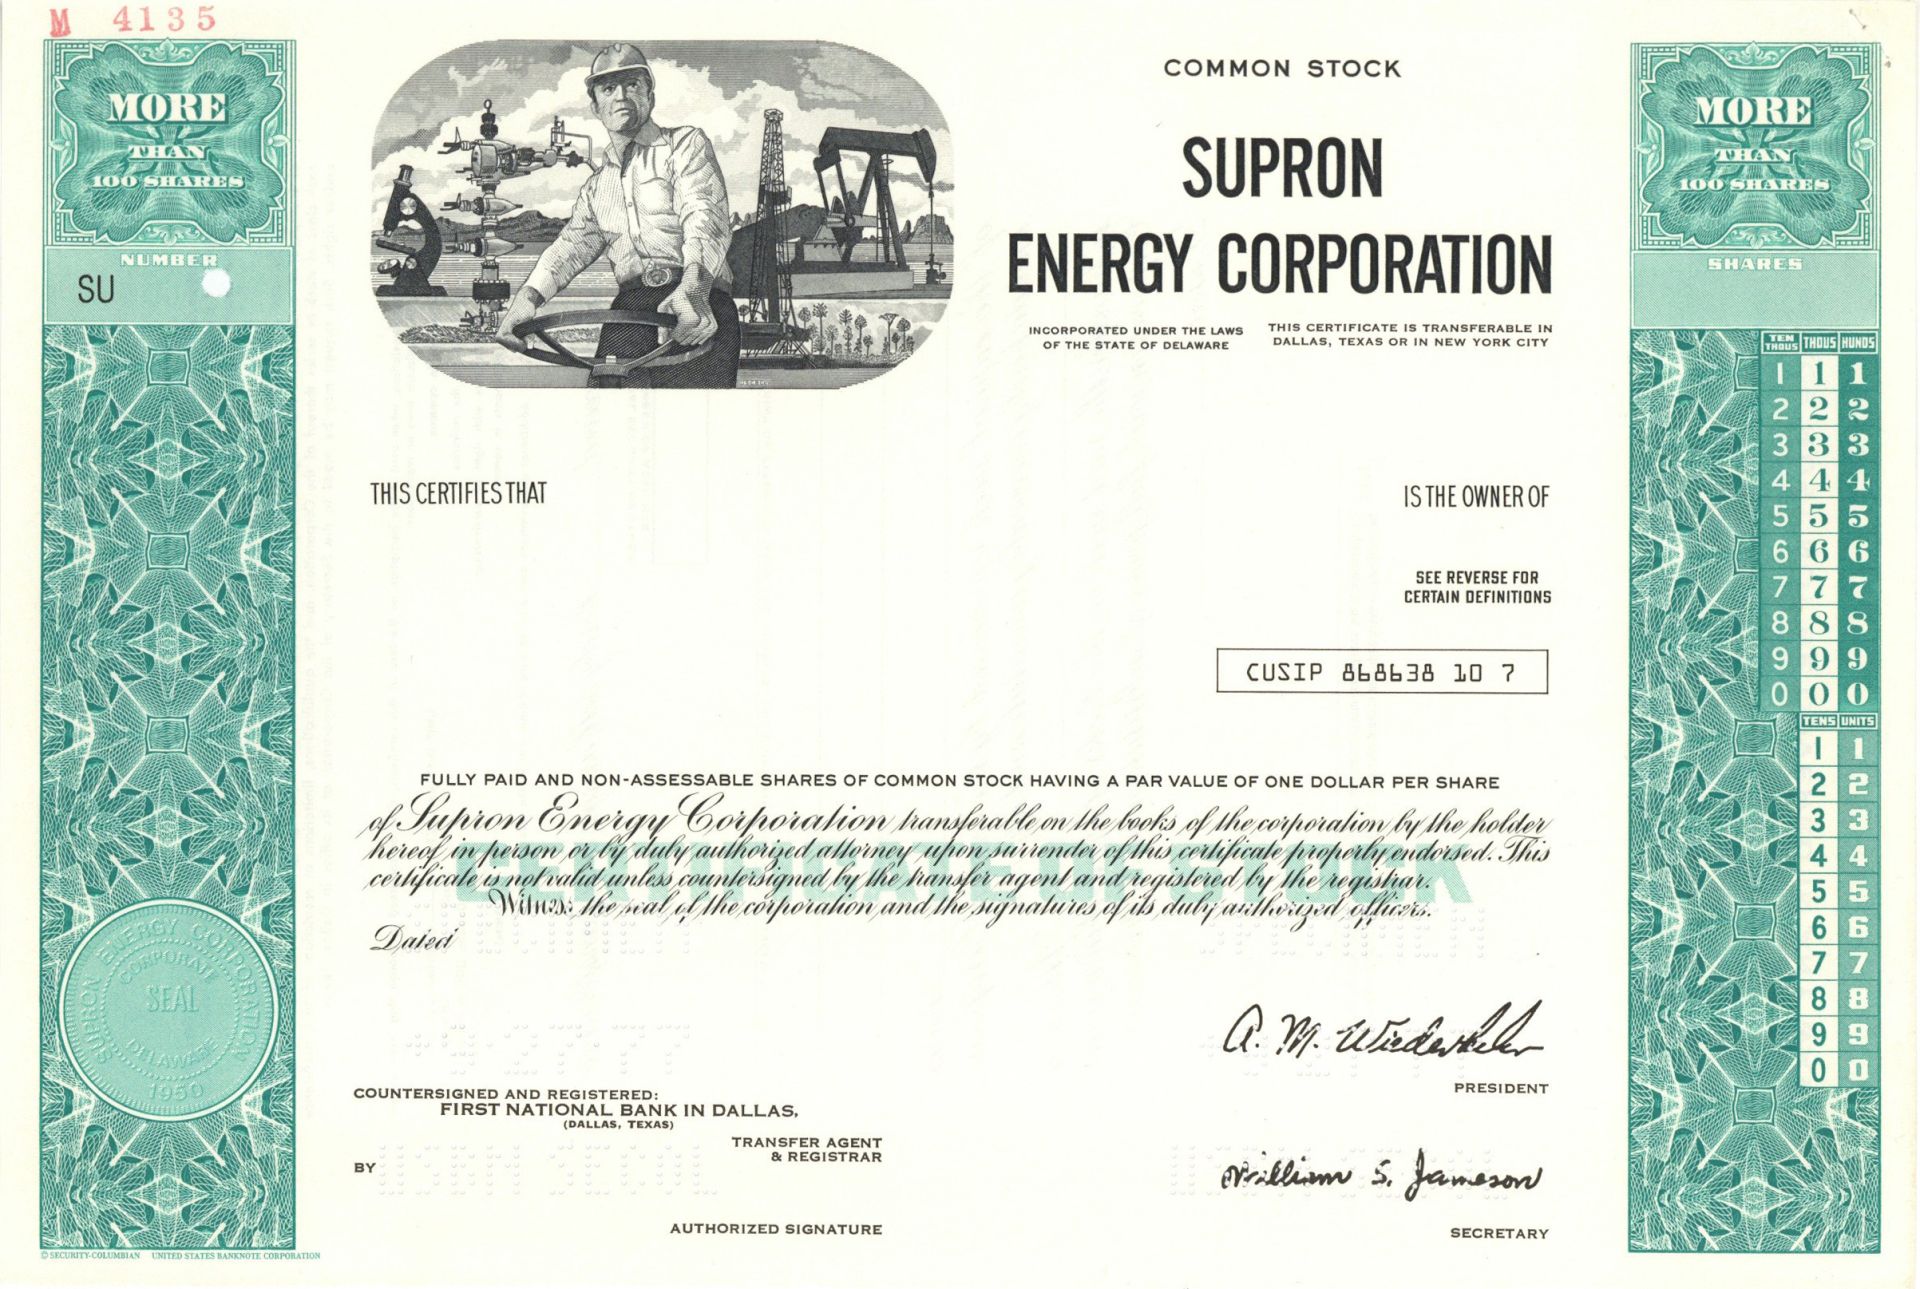 M 4135
MORE
THAN
100 SHARES
NUMBER
SU
COMMON STOCK
SUPRON
ENERGY CORPORATION
INCORPORATED UNDER THE LAWS
OF THE STATE OF DELAWARE
THIS CERTIFICATE IS TRANSFERABLE IN
DALLAS, TEXAS OR IN NEW YORK CITY
MORE
THAN
100 SHARES
SHARES
TEN THOUS THOUS HUNDS
1 1 1
2 2 2
3 3 3
4 4 4
5 5 5
6 6 6
7 7 7
8 8 8
9 9 9
0 0 0
TENS UNITS
1 1
2 2
3 3
4 4
5 5
6 6
7 7
8 8
9 9
0 0
THIS CERTIFIES THAT
IS THE OWNER OF
SEE REVERSE FOR
CERTAIN DEFINITIONS
CUSIP 868638 10 7
FULLY PAID AND NON-ASSESSABLE SHARES OF COMMON STOCK HAVING A PAR VALUE OF ONE DOLLAR PER SHARE
of Supron Energy Corporation transferable on the books of the corporation by the holder
hereof in person or by duly authorized attorney upon surrender of this certificate properly endorsed. This
certificate is not valid unless countersigned by the transfer agent and registered by the registrar.
Witness the seal of the corporation and the signatures of its duly authorized officers.
Dated
SUPRON ENERGY CORPORATION
CORPORATE
SEAL
DELAWARE
1950
A. M. Wiederkehr
PRESIDENT
COUNTERSIGNED AND REGISTERED:
FIRST NATIONAL BANK IN DALLAS,
(DALLAS, TEXAS)
TRANSFER AGENT
& REGISTRAR
BY
AUTHORIZED SIGNATURE
William S. Jameson
SECRETARY
© SECURITY-COLUMBIAN UNITED STATES BANKNOTE CORPORATION